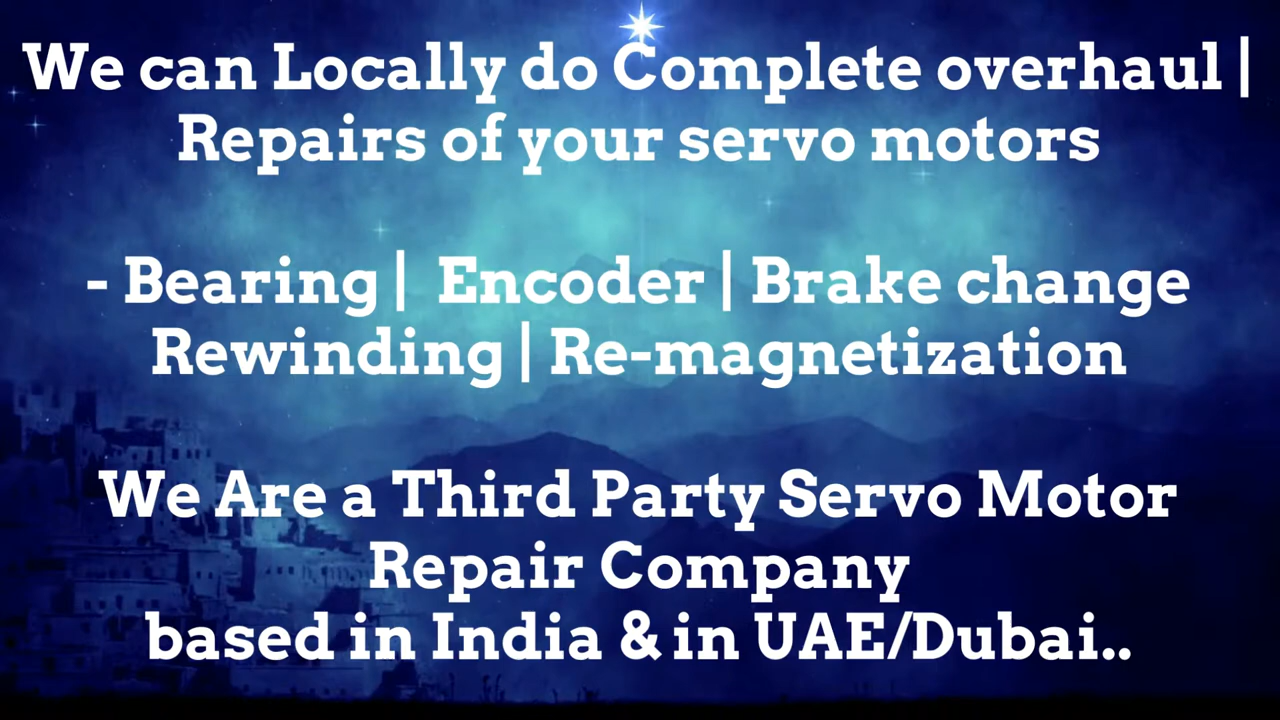 We can Locally do Complete overhaul |
Repairs of your servo motors
- Bearing | Encoder | Brake change
Rewinding | Re-magnetization
We Are a Third Party Servo Motor
Repair Company
based in India & in UAE/Dubai..